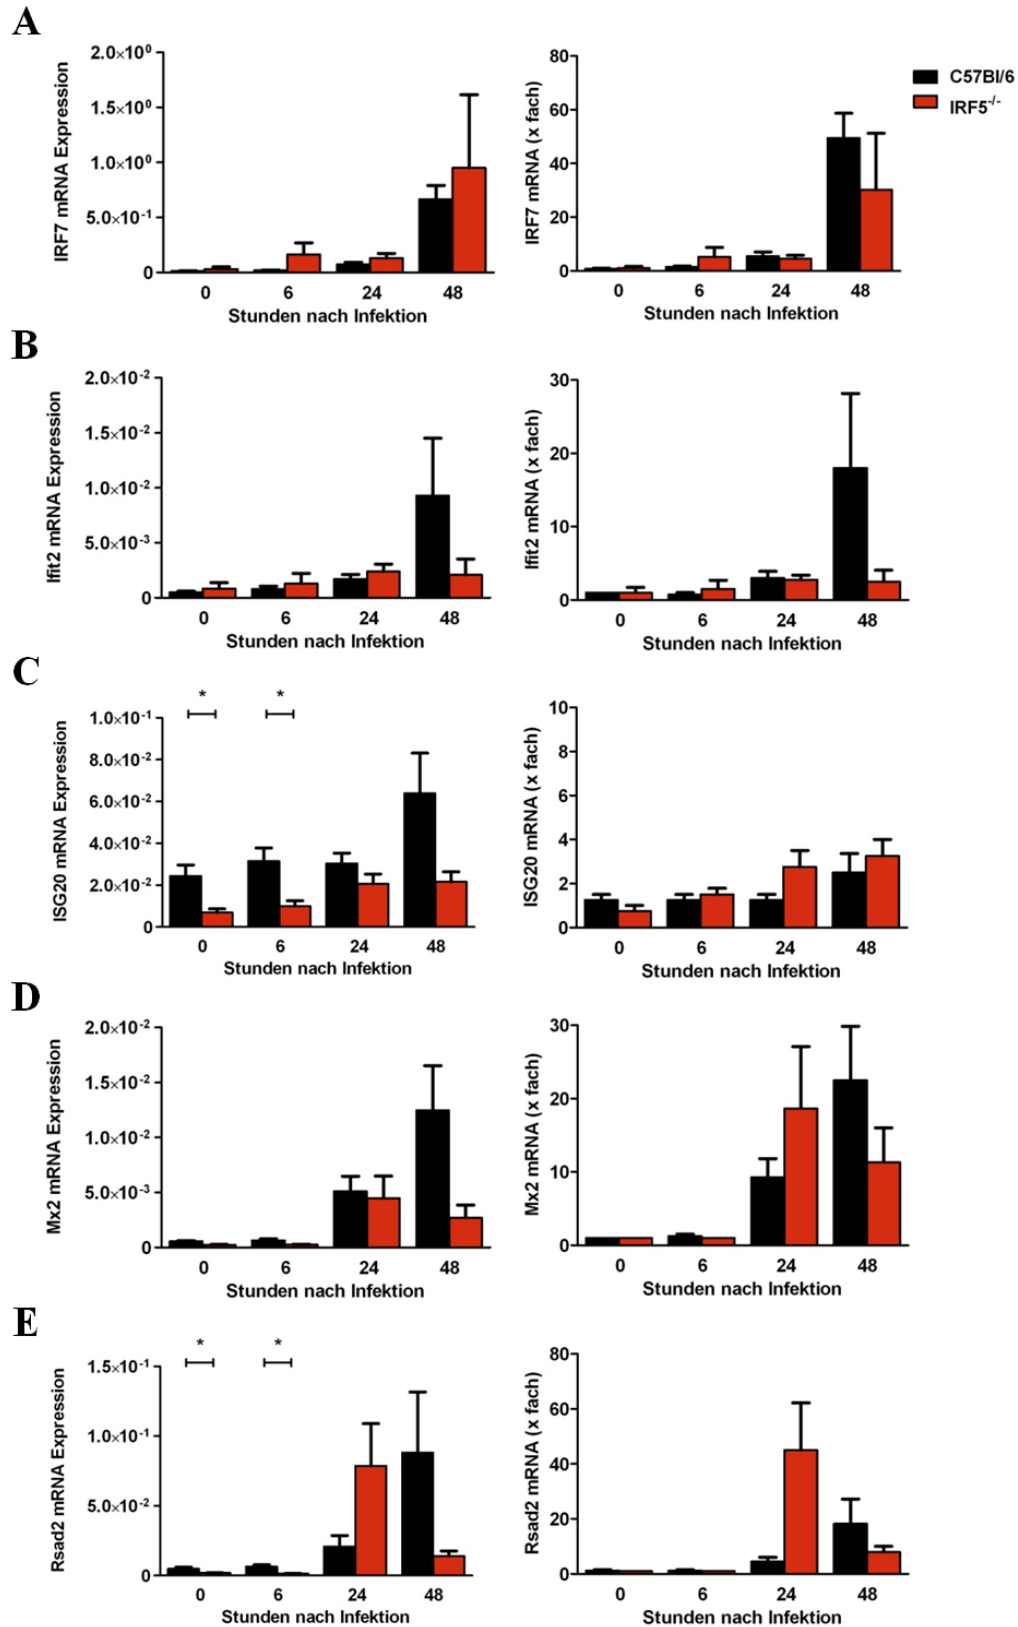 A
IRF7 mRNA Expression
2.0×10⁰
1.5×10⁰
1.0×10⁰
5.0×10⁻¹
0
0 6 24 48
Stunden nach Infektion
IRF7 mRNA (x fach)
80
60
40
20
0
0 6 24 48
Stunden nach Infektion
C57Bl/6
IRF5⁻/⁻
B
Ifit2 mRNA Expression
2.0×10⁻²
1.5×10⁻²
1.0×10⁻²
5.0×10⁻³
0
0 6 24 48
Stunden nach Infektion
Ifit2 mRNA (x fach)
30
20
10
0
0 6 24 48
Stunden nach Infektion
C
* *
ISG20 mRNA Expression
1.0×10⁻¹
8.0×10⁻²
6.0×10⁻²
4.0×10⁻²
2.0×10⁻²
0
0 6 24 48
Stunden nach Infektion
ISG20 mRNA (x fach)
10
8
6
4
2
0
0 6 24 48
Stunden nach Infektion
D
Mx2 mRNA Expression
2.0×10⁻²
1.5×10⁻²
1.0×10⁻²
5.0×10⁻³
0
0 6 24 48
Stunden nach Infektion
Mx2 mRNA (x fach)
30
20
10
0
0 6 24 48
Stunden nach Infektion
E
* *
Rsad2 mRNA Expression
1.5×10⁻¹
1.0×10⁻¹
5.0×10⁻²
0
0 6 24 48
Stunden nach Infektion
Rsad2 mRNA (x fach)
80
60
40
20
0
0 6 24 48
Stunden nach Infektion